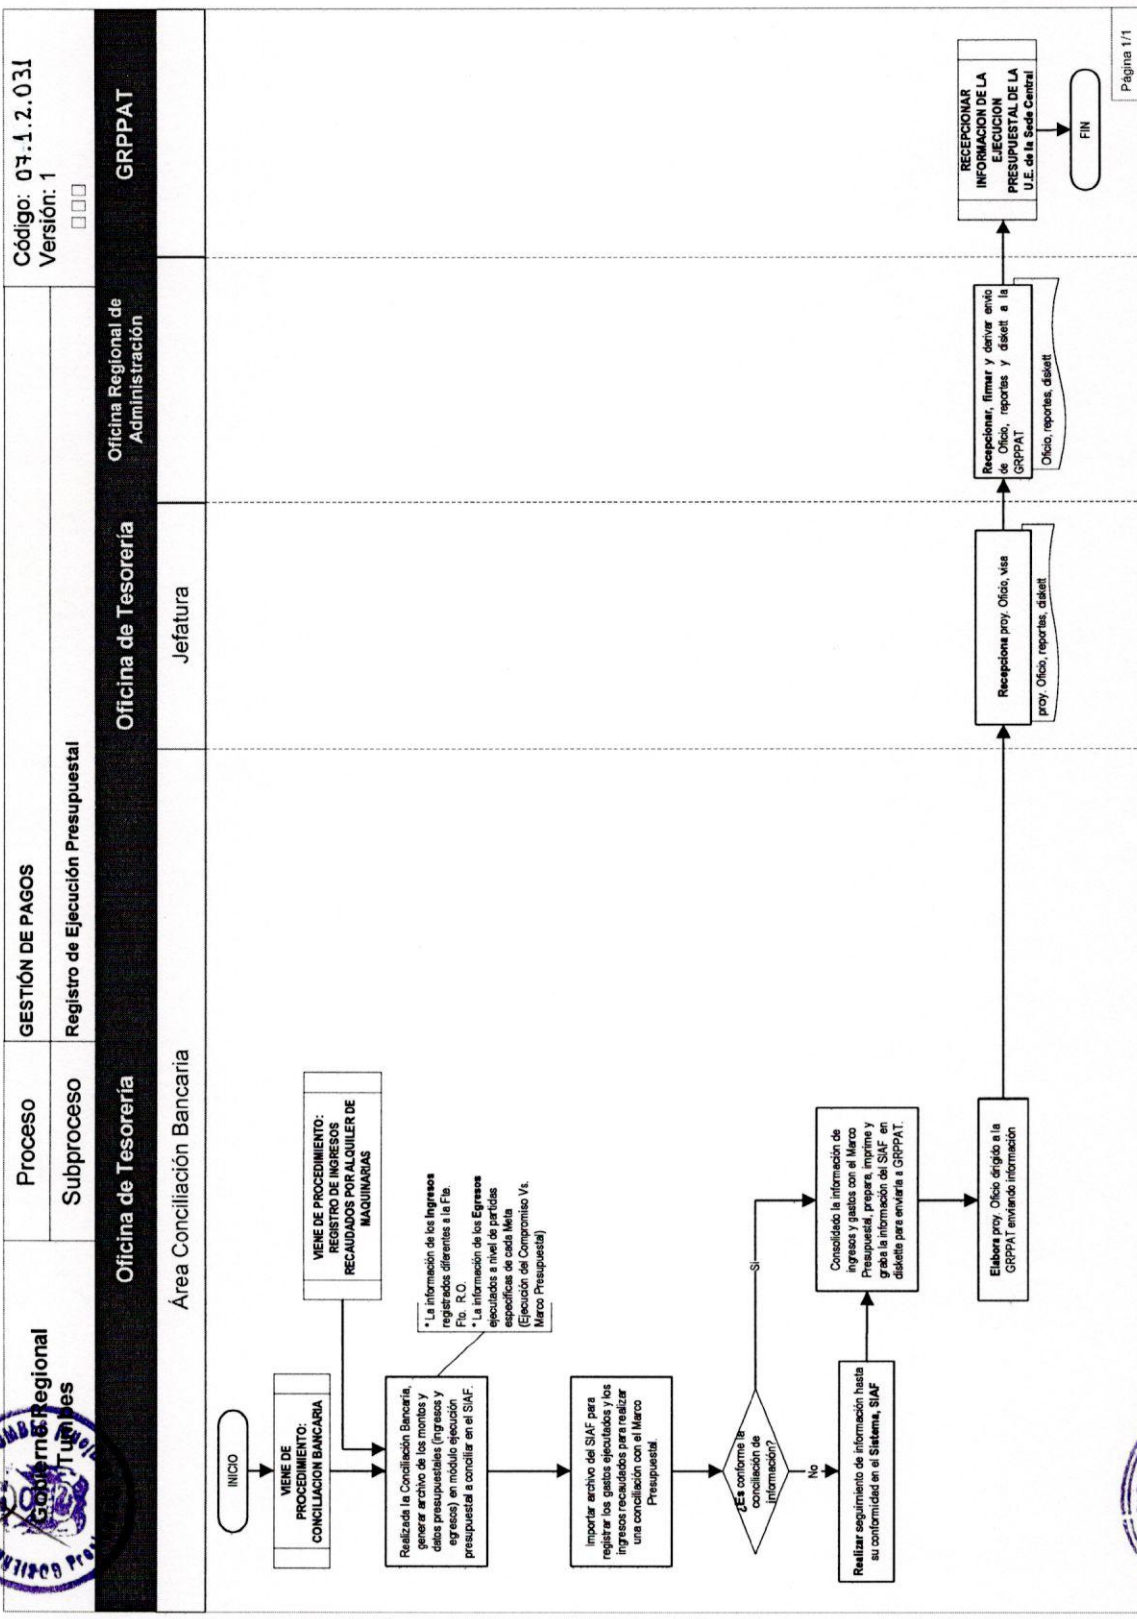 Gobierno Regional
Tumbes
Proceso
GESTIÓN DE PAGOS
Código: 07.1.2.031
Versión: 1
Subproceso
Registro de Ejecución Presupuestal
Oficina de Tesorería
Oficina de Tesorería
Oficina Regional de
Administración
GRPPAT
Área Conciliación Bancaria
Jefatura
INICIO
VIENE DE
PROCEDIMIENTO:
CONCILIACION BANCARIA
VIENE DE PROCEDIMIENTO:
REGISTRO DE INGRESOS
RECAUDADOS POR ALQUILER DE
MAQUINARIAS
Realizada la Conciliación Bancaria,
generar archivo de los montos y
datos presupuestales (ingresos y
egresos) en módulo ejecución
presupuestal a conciliar en el SIAF.
* La información de los Ingresos
registrados diferentes a la Fte.
Fto. R.O.
* La información de los Egresos
ejecutados a nivel de partidas
específicas de cada Meta
(Ejecución del Compromiso Vs.
Marco Presupuestal)
Importar archivo del SIAF para
registrar los gastos ejecutados y los
ingresos recaudados para realizar
una conciliación con el Marco
Presupuestal.
¿Es conforme la
conciliación de
información?
Si
No
Realizar seguimiento de información hasta
su conformidad en el Sistema, SIAF
Consolidado la información de
ingresos y gastos con el Marco
Presupuestal, prepara, imprime y
graba la información del SIAF en
diskette para enviarla a GRPPAT.
Elabora proy. Oficio dirigido a la
GRPPAT enviando información
Recepciona proy. Oficio, visa
proy. Oficio, reportes, diskett
Recepcionar, firmar y derivar envio
de Oficio, reportes y diskett a la
GRPPAT
Oficio, reportes, diskett
RECEPCIONAR
INFORMACION DE LA
EJECUCION
PRESUPUESTAL DE LA
U.E. de la Sede Central
FIN
Página 1/1